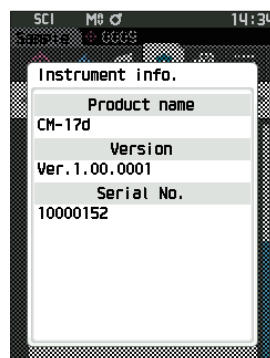 SCI M0 14:34
Sample 0009
Instrument info.
Product name
CM-17d
Version
Ver.1.00.0001
Serial No.
10000152